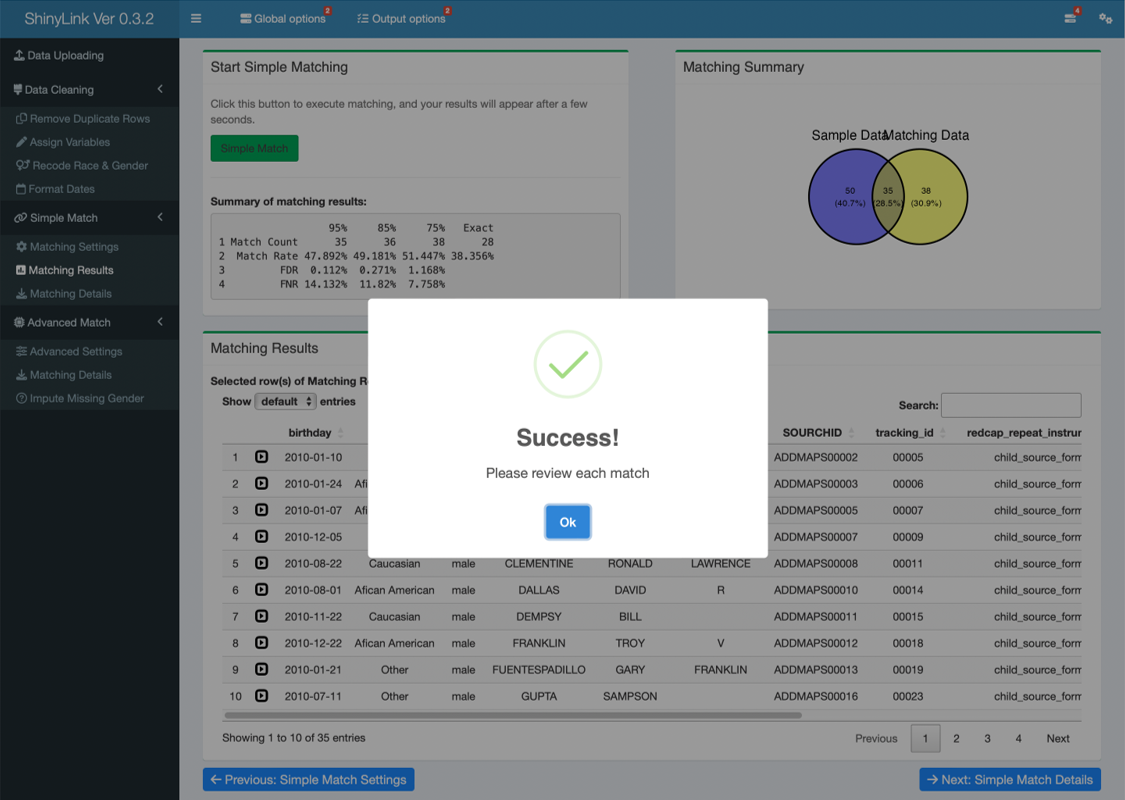 ShinyLink Ver 0.3.2
Global options 2
Output options 2
4
Data Uploading
Data Cleaning
Remove Duplicate Rows
Assign Variables
Recode Race & Gender
Format Dates
Simple Match
Matching Settings
Matching Results
Matching Details
Advanced Match
Advanced Settings
Matching Details
Impute Missing Gender
Start Simple Matching
Click this button to execute matching, and your results will appear after a few
seconds.
Simple Match
Summary of matching results:
95% 85% 75% Exact
1 Match Count 35 36 38 28
2 Match Rate 47.892% 49.181% 51.447% 38.356%
3 FDR 0.112% 0.271% 1.168%
4 FNR 14.132% 11.82% 7.758%
Matching Summary
Sample Data Matching Data
50 35 38
(40.7%) (28.5%) (30.9%)
Success!
Please review each match
Ok
Matching Results
Selected row(s) of Matching R
Show default entries
Search:
birthday SOURCHID tracking_id redcap_repeat_instrur
1 2010-01-10 ADDMAPS00002 00005 child_source_form
2 2010-01-24 Afi ADDMAPS00003 00006 child_source_form
3 2010-01-07 Afi ADDMAPS00005 00007 child_source_form
4 2010-12-05 ADDMAPS00007 00009 child_source_form
5 2010-08-22 Caucasian male CLEMENTINE RONALD LAWRENCE ADDMAPS00008 00011 child_source_form
6 2010-08-01 Afican American male DALLAS DAVID R ADDMAPS00010 00014 child_source_form
7 2010-11-22 Caucasian male DEMPSY BILL ADDMAPS00011 00015 child_source_form
8 2010-12-22 Afican American male FRANKLIN TROY V ADDMAPS00012 00018 child_source_form
9 2010-01-21 Other male FUENTESPADILLO GARY FRANKLIN ADDMAPS00013 00019 child_source_form
10 2010-07-11 Other male GUPTA SAMPSON ADDMAPS00016 00023 child_source_form
Showing 1 to 10 of 35 entries
Previous 1 2 3 4 Next
Previous: Simple Match Settings
Next: Simple Match Details